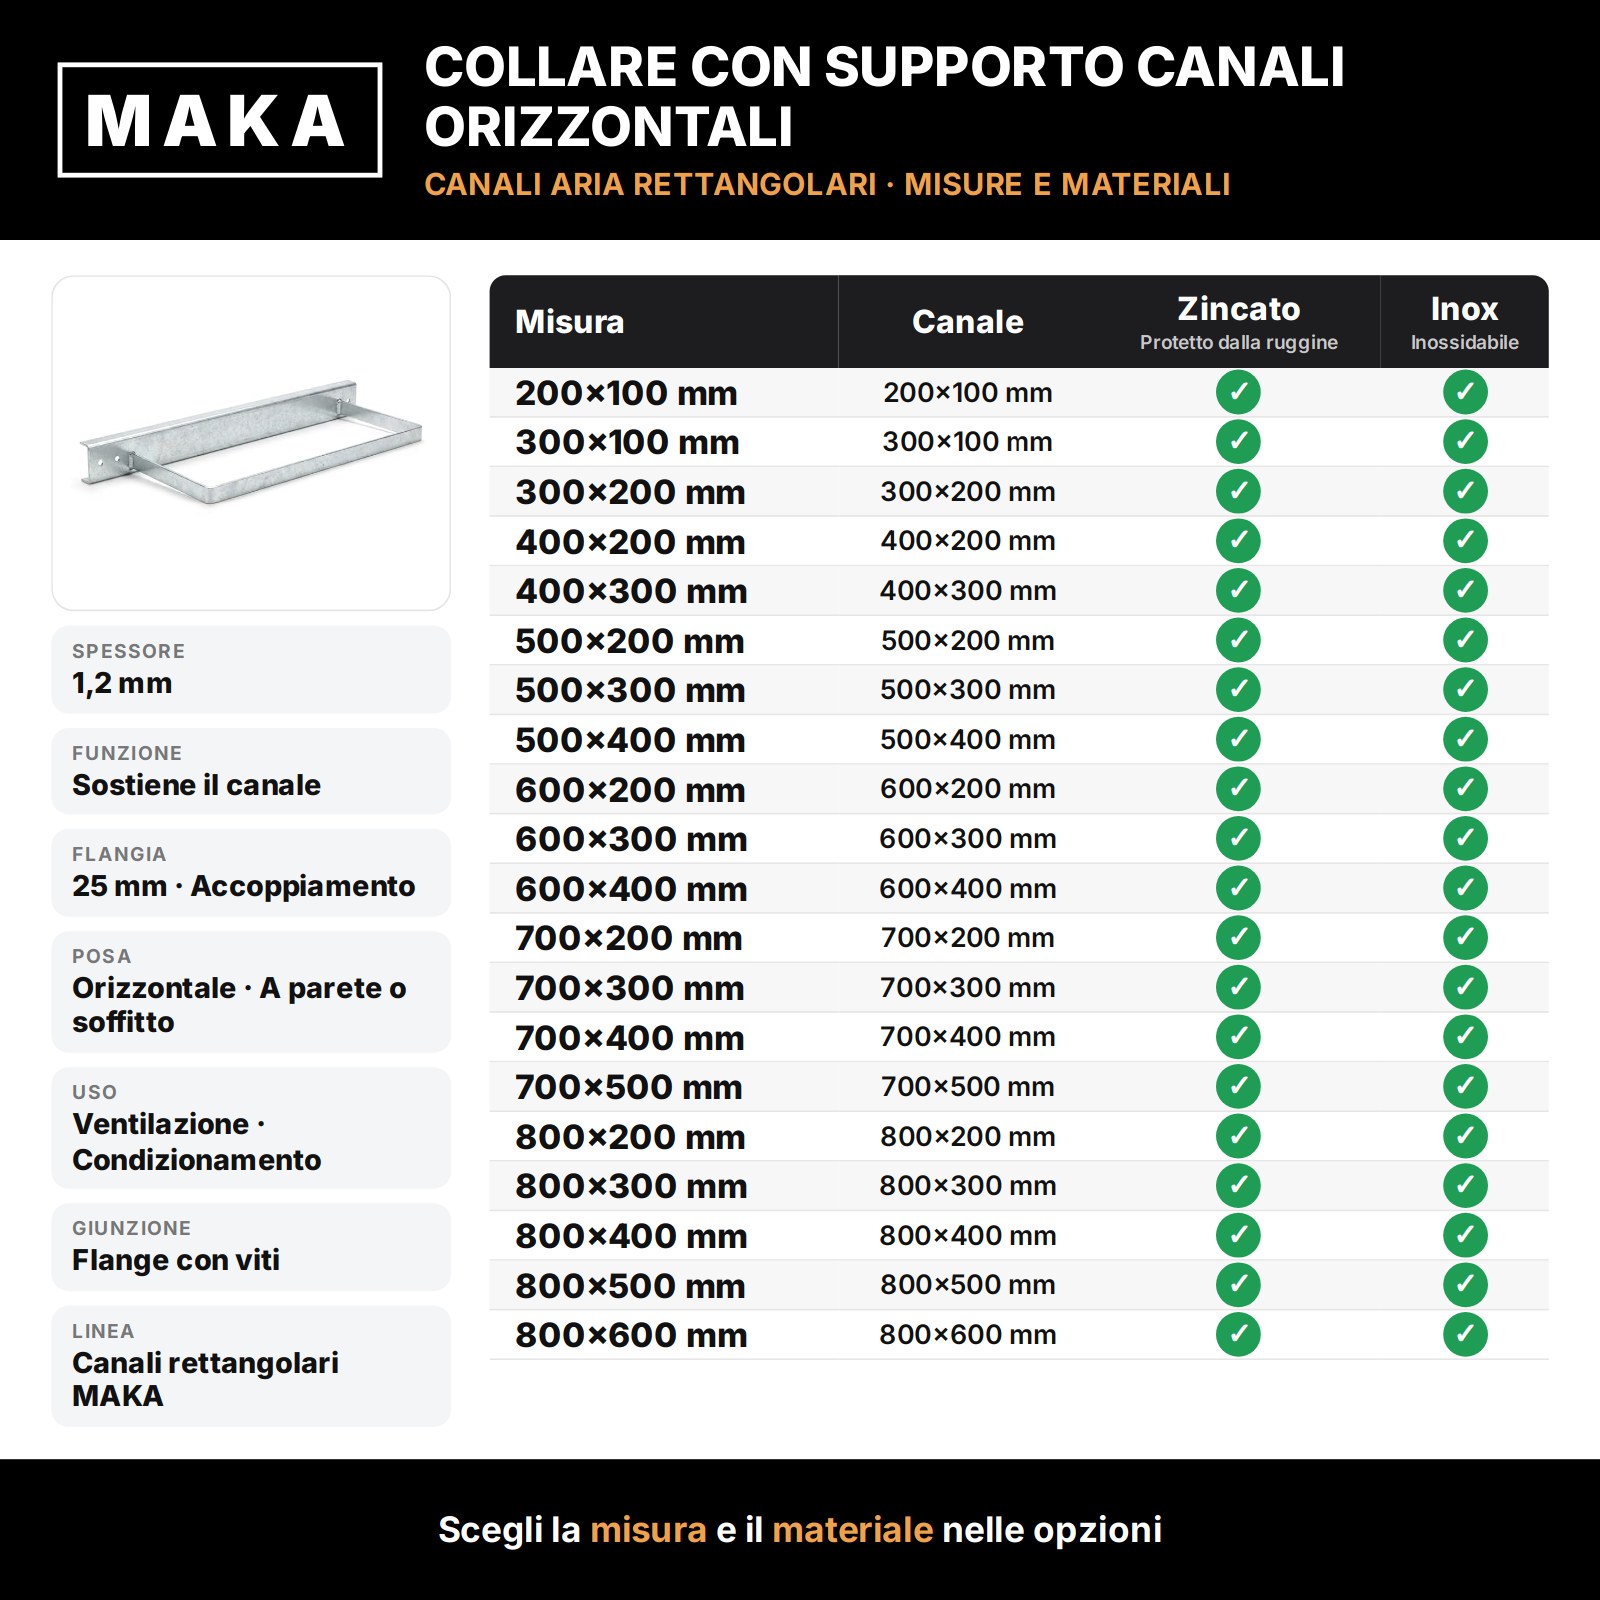 MAKA
COLLARE CON SUPPORTO CANALI
ORIZZONTALI
CANALI ARIA RETTANGOLARI · MISURE E MATERIALI
SPESSORE
1,2 mm
FUNZIONE
Sostiene il canale
FLANGIA
25 mm · Accoppiamento
POSA
Orizzontale · A parete o
soffitto
USO
Ventilazione ·
Condizionamento
GIUNZIONE
Flange con viti
LINEA
Canali rettangolari
MAKA
Misura Canale Zincato Inox
Protetto dalla ruggine Inossidabile
200×100 mm 200×100 mm ✓ ✓
300×100 mm 300×100 mm ✓ ✓
300×200 mm 300×200 mm ✓ ✓
400×200 mm 400×200 mm ✓ ✓
400×300 mm 400×300 mm ✓ ✓
500×200 mm 500×200 mm ✓ ✓
500×300 mm 500×300 mm ✓ ✓
500×400 mm 500×400 mm ✓ ✓
600×200 mm 600×200 mm ✓ ✓
600×300 mm 600×300 mm ✓ ✓
600×400 mm 600×400 mm ✓ ✓
700×200 mm 700×200 mm ✓ ✓
700×300 mm 700×300 mm ✓ ✓
700×400 mm 700×400 mm ✓ ✓
700×500 mm 700×500 mm ✓ ✓
800×200 mm 800×200 mm ✓ ✓
800×300 mm 800×300 mm ✓ ✓
800×400 mm 800×400 mm ✓ ✓
800×500 mm 800×500 mm ✓ ✓
800×600 mm 800×600 mm ✓ ✓
Scegli la misura e il materiale nelle opzioni